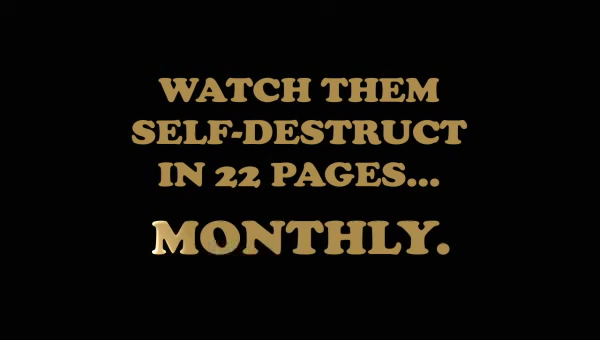 WATCH THEM
SELF-DESTRUCT
IN 22 PAGES...
MONTHLY.